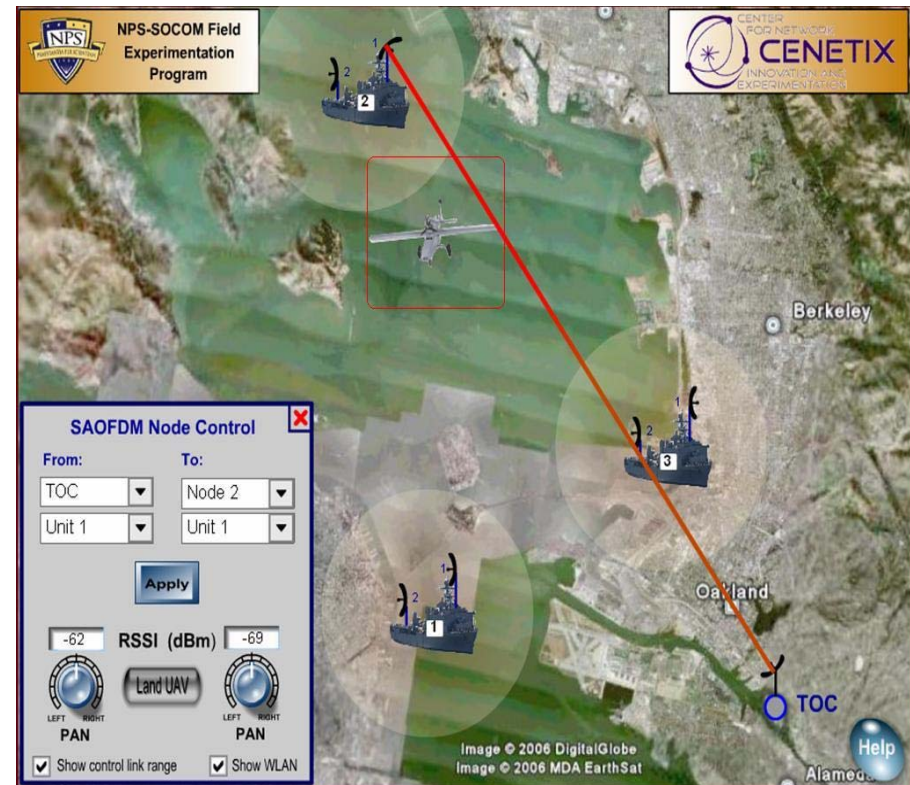 NPS
NPS-SOCOM Field
Experimentation
Program
CENTER
FOR NETWORK
CENETIX
INNOVATION AND
EXPERIMENTATION
1
2
2
Berkeley
1
2
3
Oakland
1
2
1
TOC
Alameda
Image © 2006 DigitalGlobe
Image © 2006 MDA EarthSat
Help
SAOFDM Node Control
From:
To:
TOC
Node 2
Unit 1
Unit 1
Apply
-62
RSSI (dBm)
-69
Land UAV
LEFT RIGHT
LEFT RIGHT
PAN
PAN
Show control link range
Show WLAN